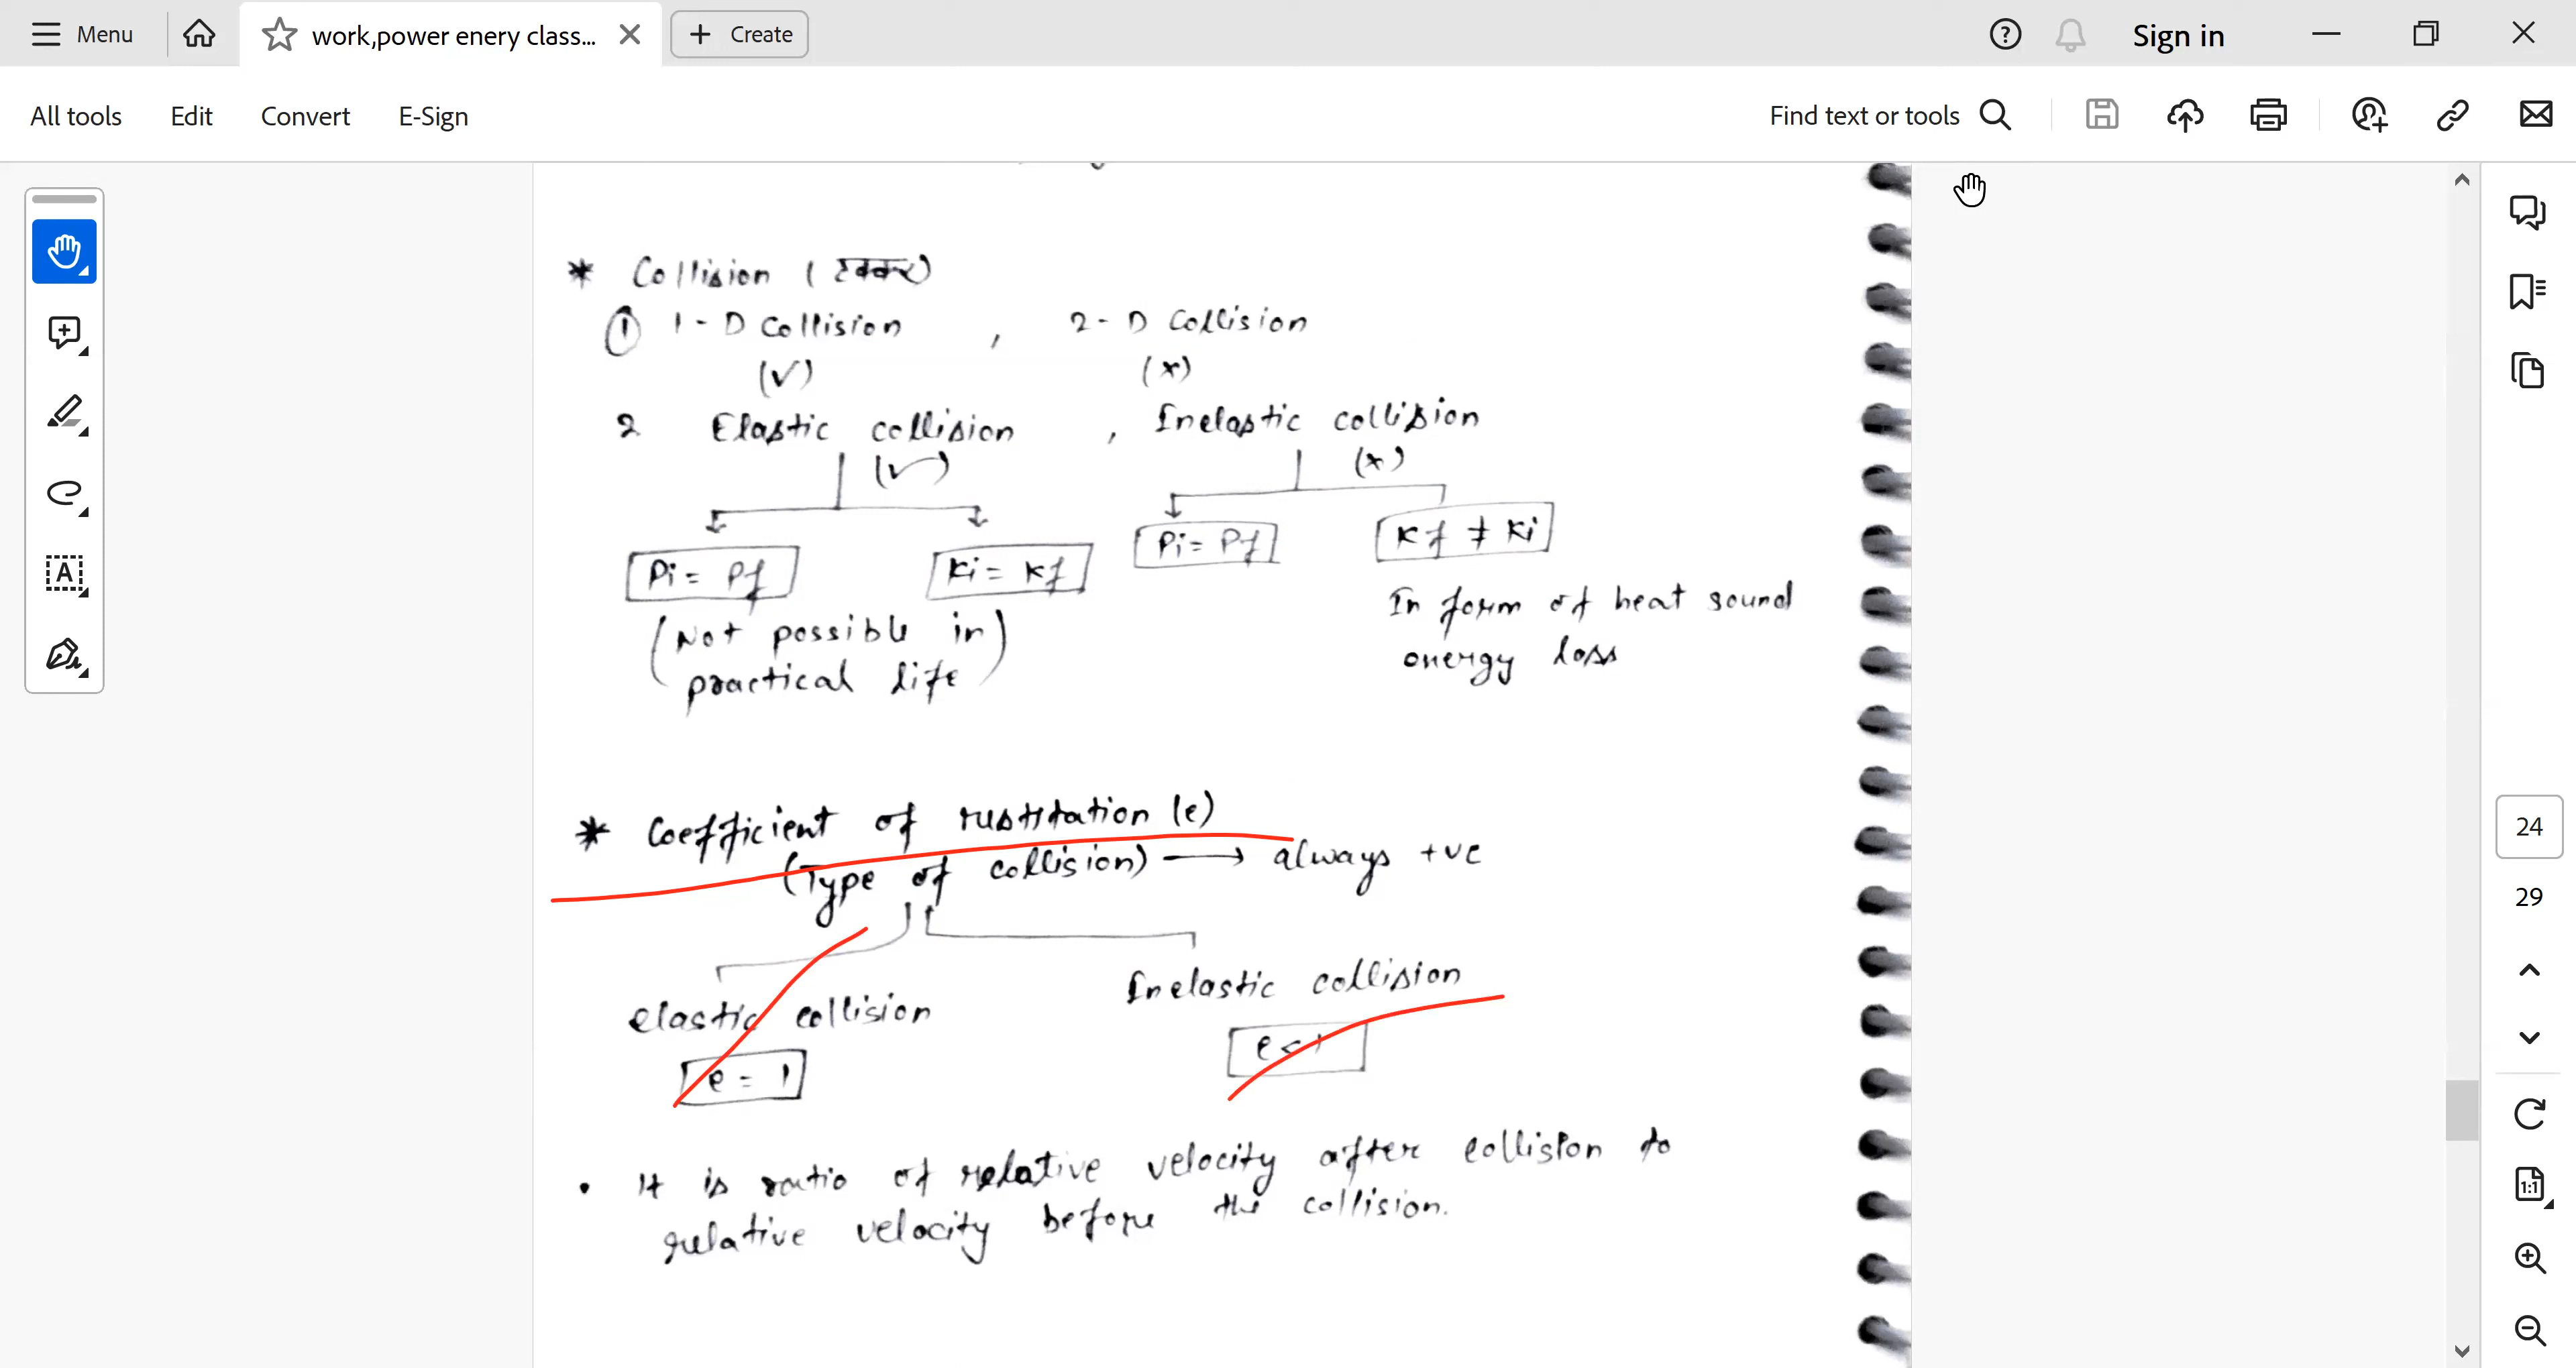 Menu
work,power enery class...
Create
Sign in
All tools
Edit
Convert
E-Sign
Find text or tools
* Collision (टक्कर)
① 1-D Collision , 2-D Collision
(✓) (x)
2 Elastic collision , Inelastic collision
(✓) (x)
Pi = Pf Ki = Kf Pi = Pf Kf ≠ Ki
(Not possible in practical life)
In form of heat sound
energy loss
* Coefficient of (e)
(Type of collision) → always +ve
elastic collision Inelastic collision
e = 1 e < 1
• It is ratio of relative velocity after collision to
relative velocity before the collision.
24
29
1:1